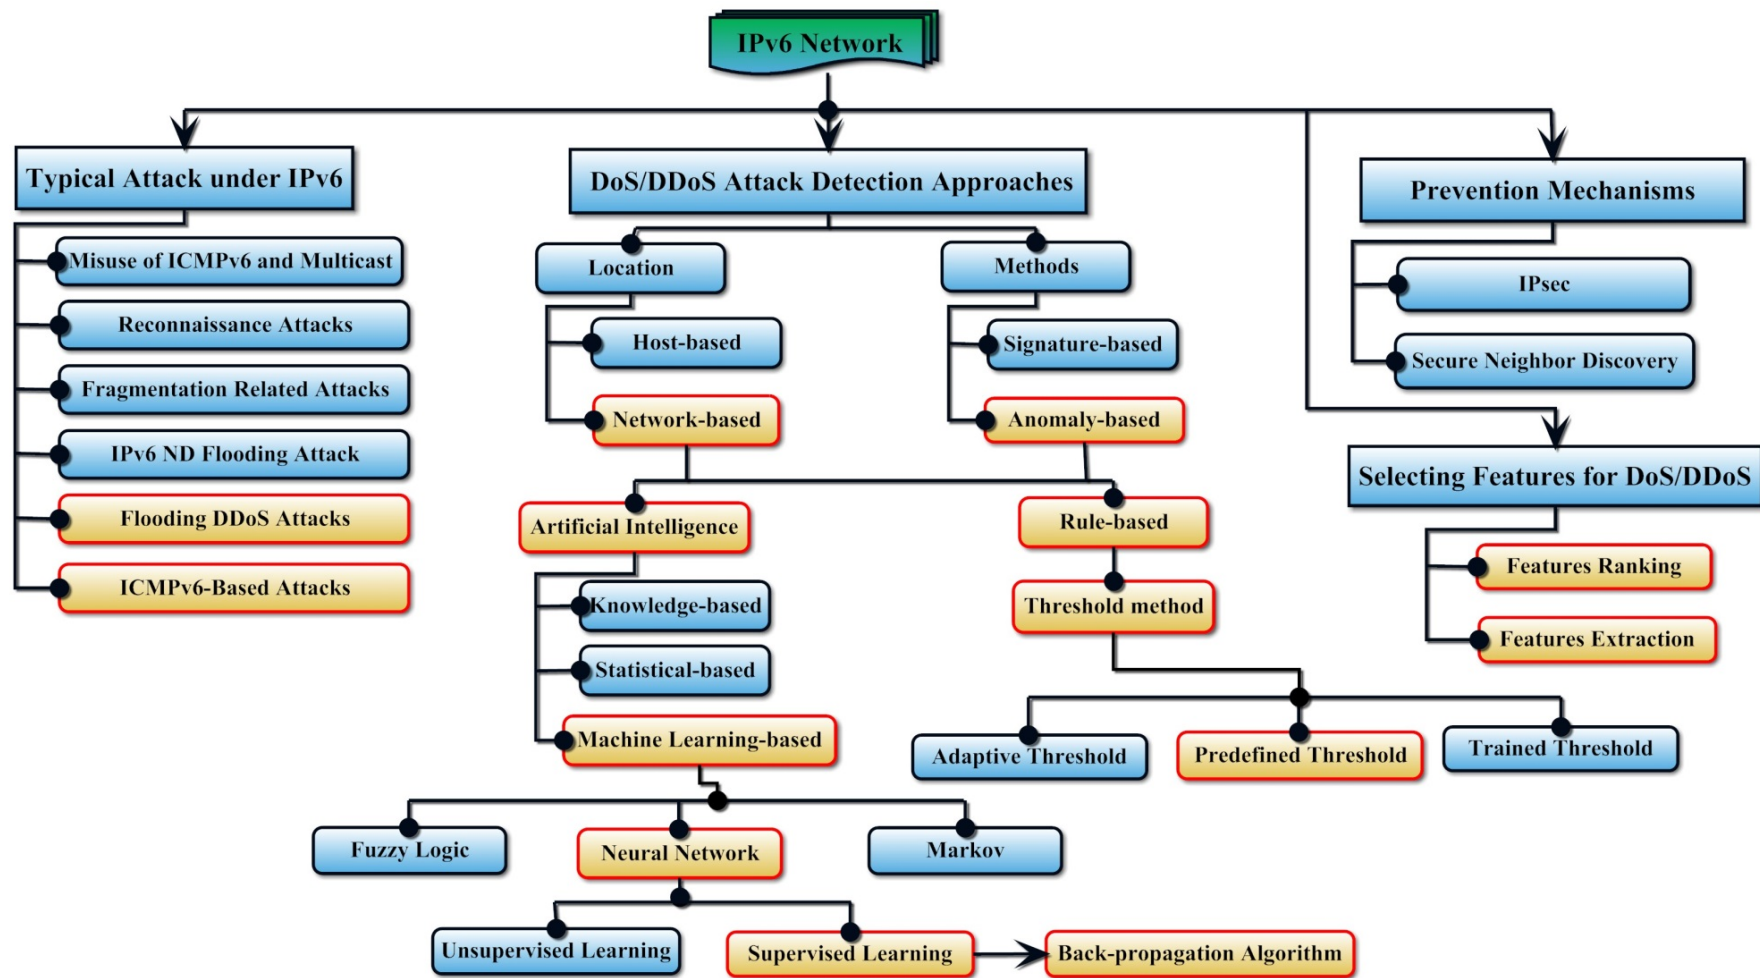 IPv6 Network
Typical Attack under IPv6
Misuse of ICMPv6 and Multicast
Reconnaissance Attacks
Fragmentation Related Attacks
IPv6 ND Flooding Attack
Flooding DDoS Attacks
ICMPv6-Based Attacks
DoS/DDoS Attack Detection Approaches
Location
Host-based
Network-based
Methods
Signature-based
Anomaly-based
Artificial Intelligence
Knowledge-based
Statistical-based
Machine Learning-based
Rule-based
Threshold method
Adaptive Threshold
Predefined Threshold
Trained Threshold
Fuzzy Logic
Neural Network
Markov
Unsupervised Learning
Supervised Learning
Back-propagation Algorithm
Prevention Mechanisms
IPsec
Secure Neighbor Discovery
Selecting Features for DoS/DDoS
Features Ranking
Features Extraction